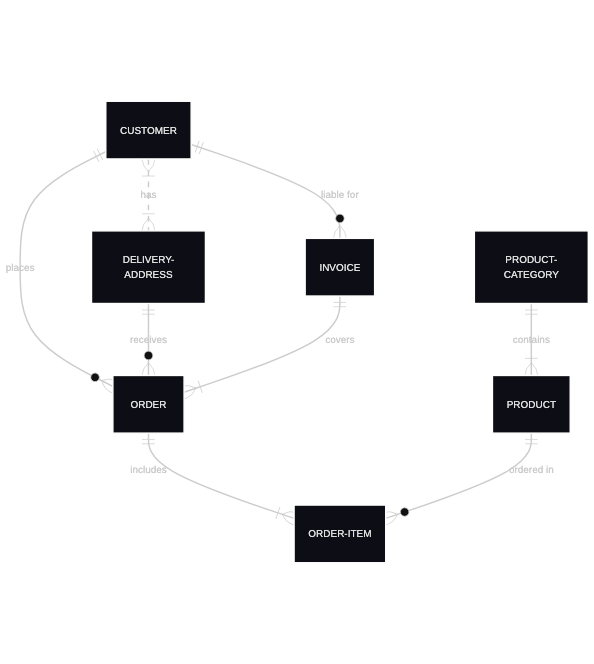 CUSTOMER
has
liable for
places
DELIVERY-
ADDRESS
INVOICE
PRODUCT-
CATEGORY
receives
covers
contains
ORDER
PRODUCT
includes
ordered in
ORDER-ITEM